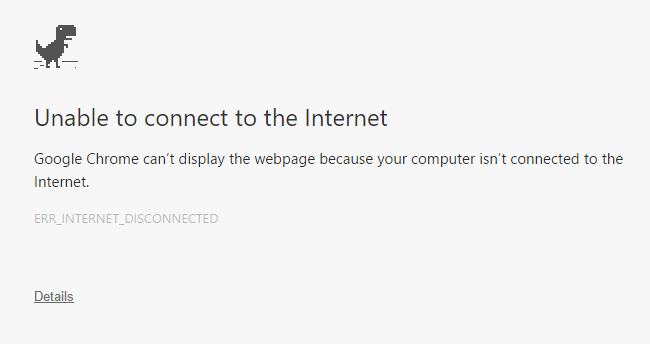 Unable to connect to the Internet
Google Chrome can’t display the webpage because your computer isn’t connected to the
Internet.
ERR_INTERNET_DISCONNECTED
Details